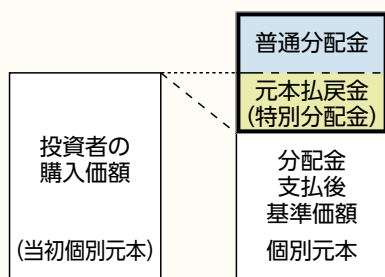 普通分配金
元本払戻金
(特別分配金)
投資者の
購入価額
(当初個別元本)
分配金
支払後
基準価額
個別元本